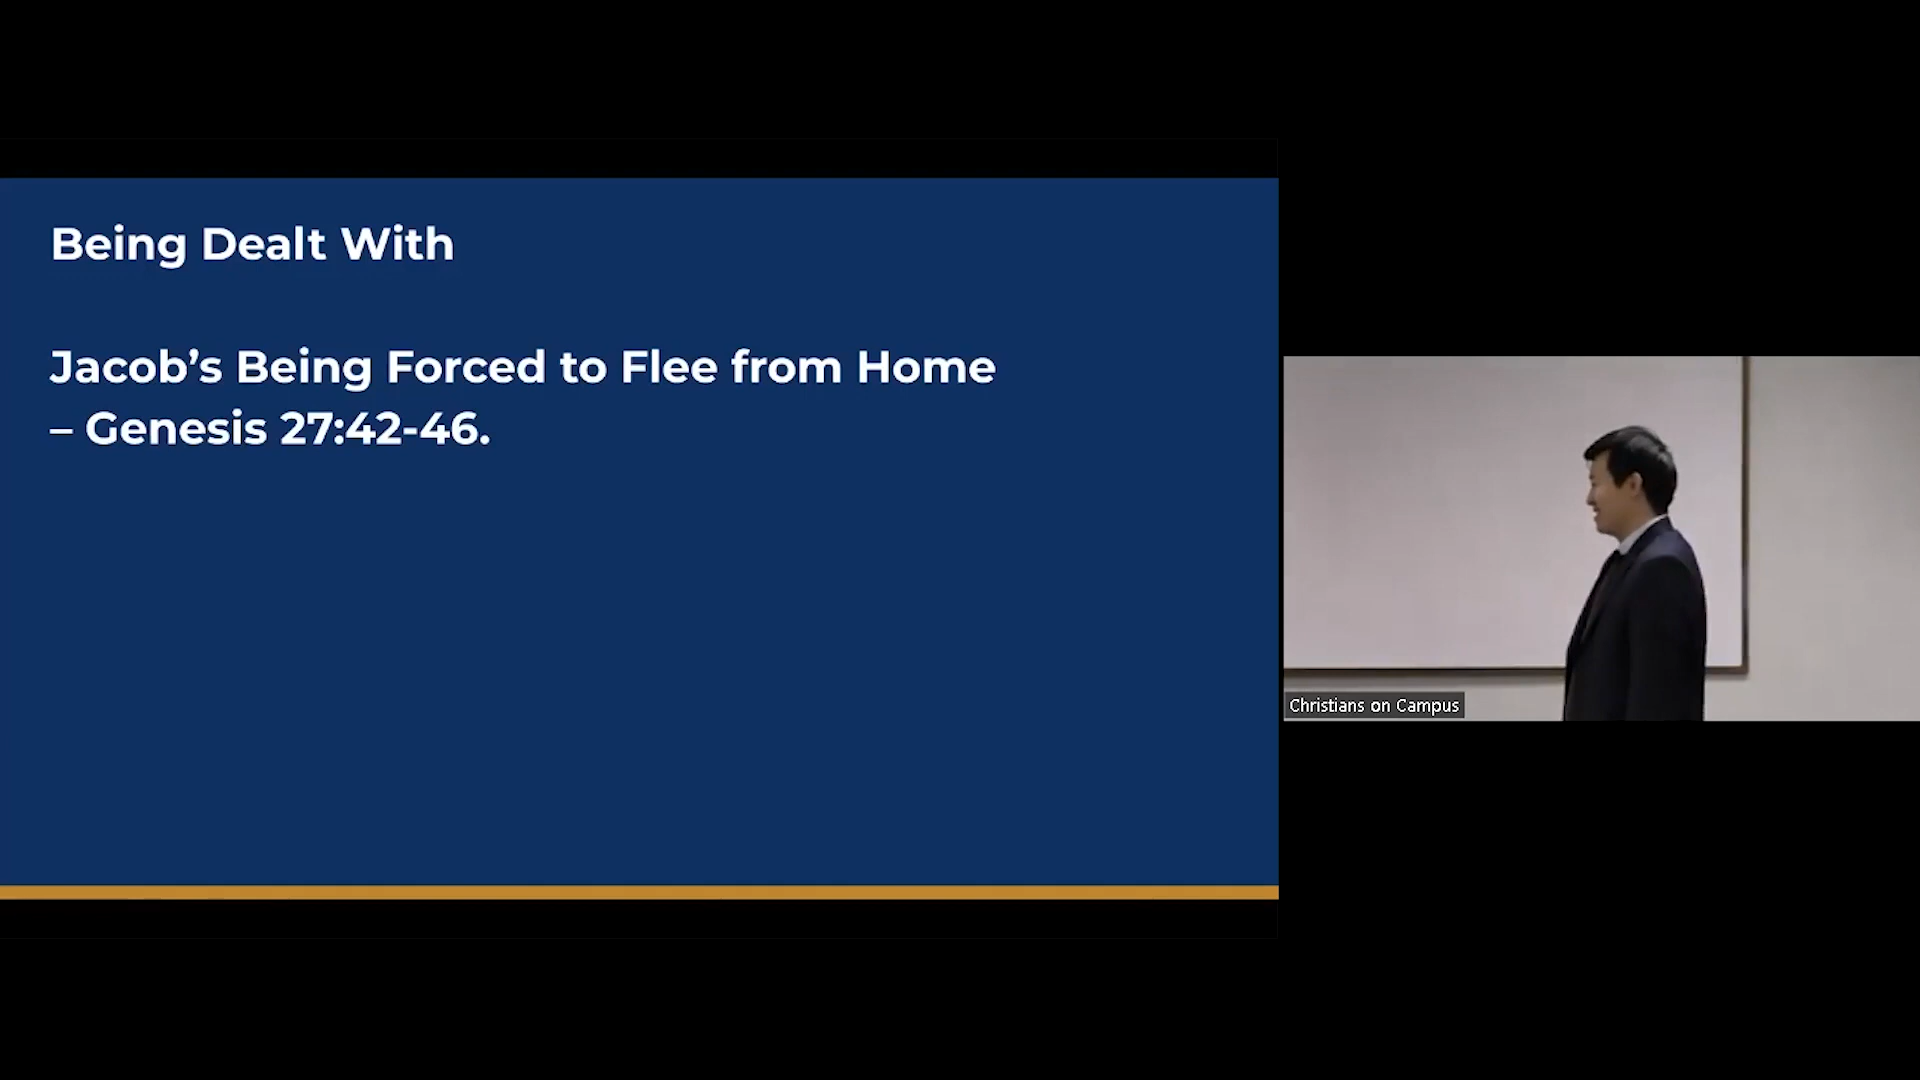 Being Dealt With
Jacob’s Being Forced to Flee from Home
– Genesis 27:42-46.
Christians on Campus